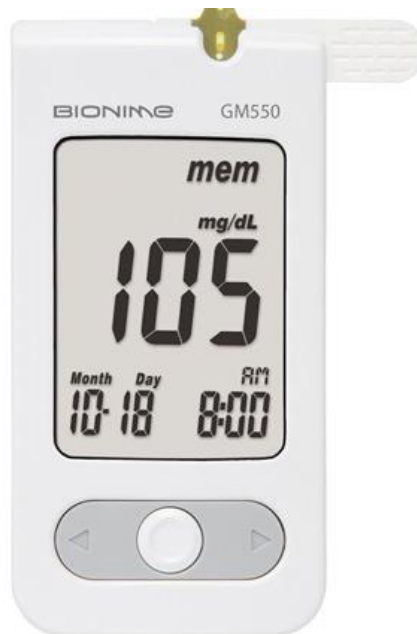 BIONIME GM550
mem
mg/dL
105
Month Day AM
10-18 8:00